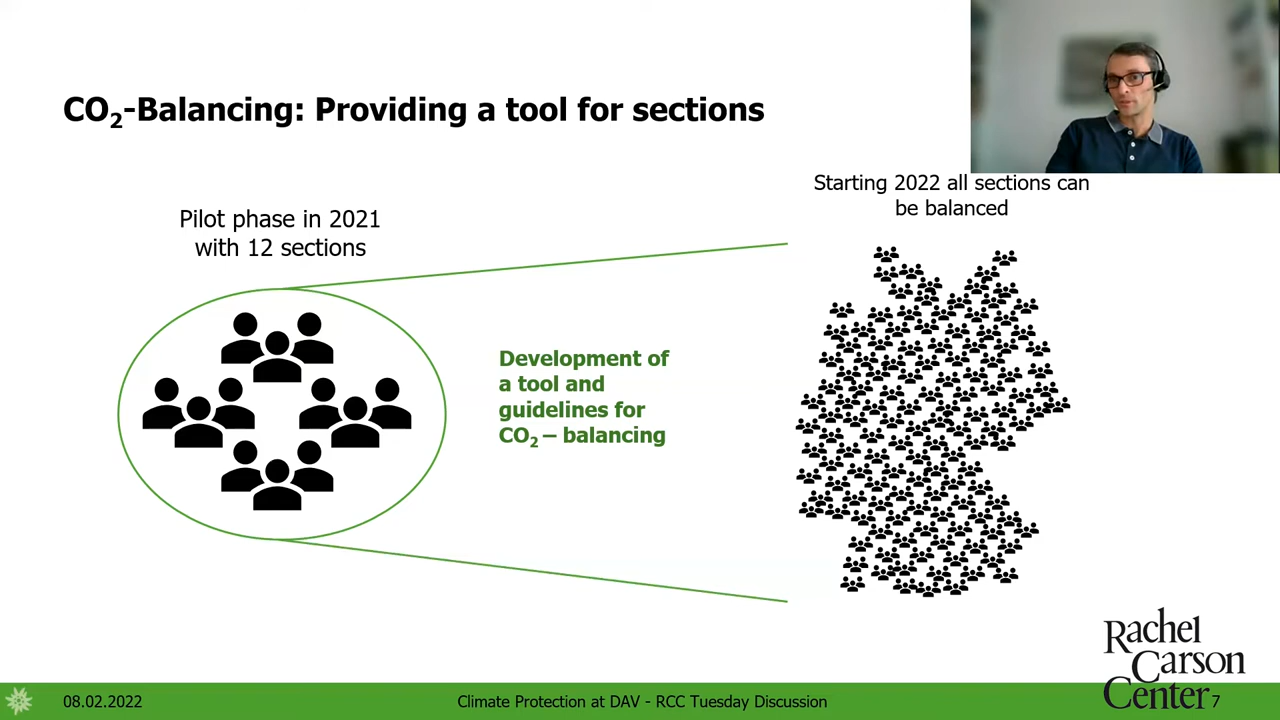 CO2-Balancing: Providing a tool for sections
Starting 2022 all sections can
be balanced
Pilot phase in 2021
with 12 sections
Development of
a tool and
guidelines for
CO2 – balancing
Rachel
Carson
Center
08.02.2022
Climate Protection at DAV - RCC Tuesday Discussion
7